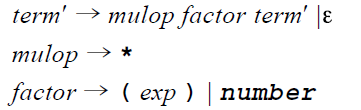 term′ → mulop factor term′ |ε
mulop → *
factor → ( exp ) | number